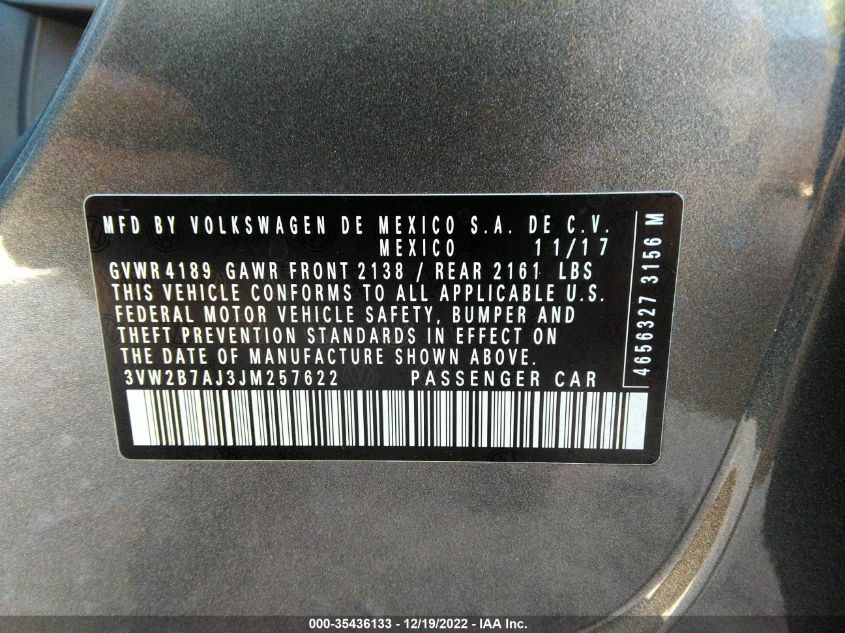 MFD BY VOLKSWAGEN DE MEXICO S.A. DE C.V.
MEXICO 11/17
GVWR 4189 GAWR FRONT 2138 / REAR 2161 LBS
THIS VEHICLE CONFORMS TO ALL APPLICABLE U.S.
FEDERAL MOTOR VEHICLE SAFETY, BUMPER AND
THEFT PREVENTION STANDARDS IN EFFECT ON
THE DATE OF MANUFACTURE SHOWN ABOVE.
3VW2B7AJ3JM257622 PASSENGER CAR
4656327 3156 M
000-35436133 - 12/19/2022 - IAA Inc.